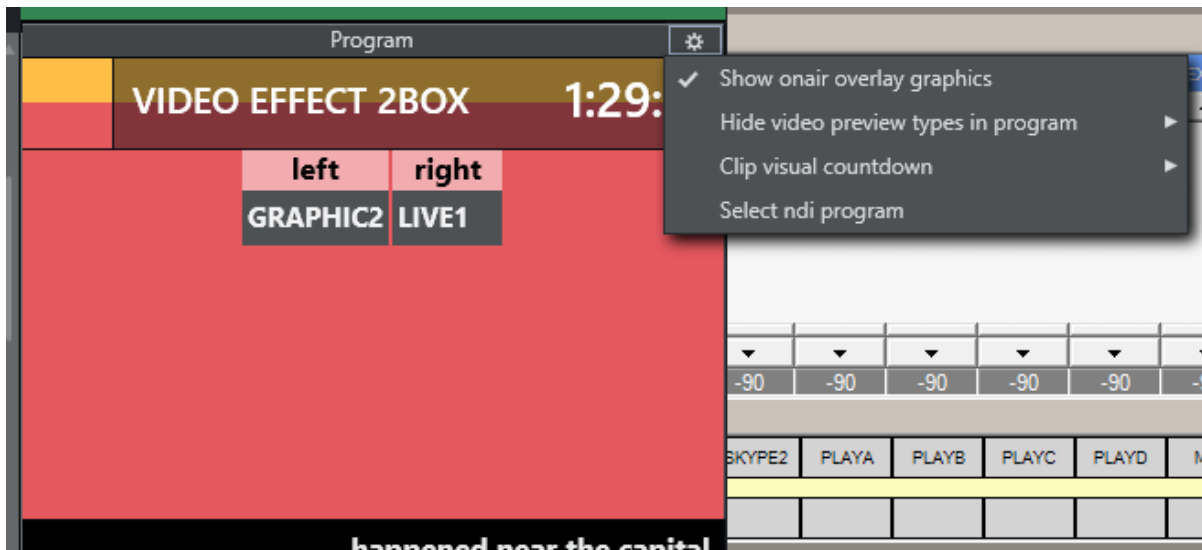 Program
Show onair overlay graphics
VIDEO EFFECT 2BOX 1:29:
Hide video preview types in program
left right
Clip visual countdown
GRAPHIC2 LIVE1
Select ndi program
-90 -90 -90 -90 -90
SKYPE2 PLAYA PLAYB PLAYC PLAYD
happened near the capital